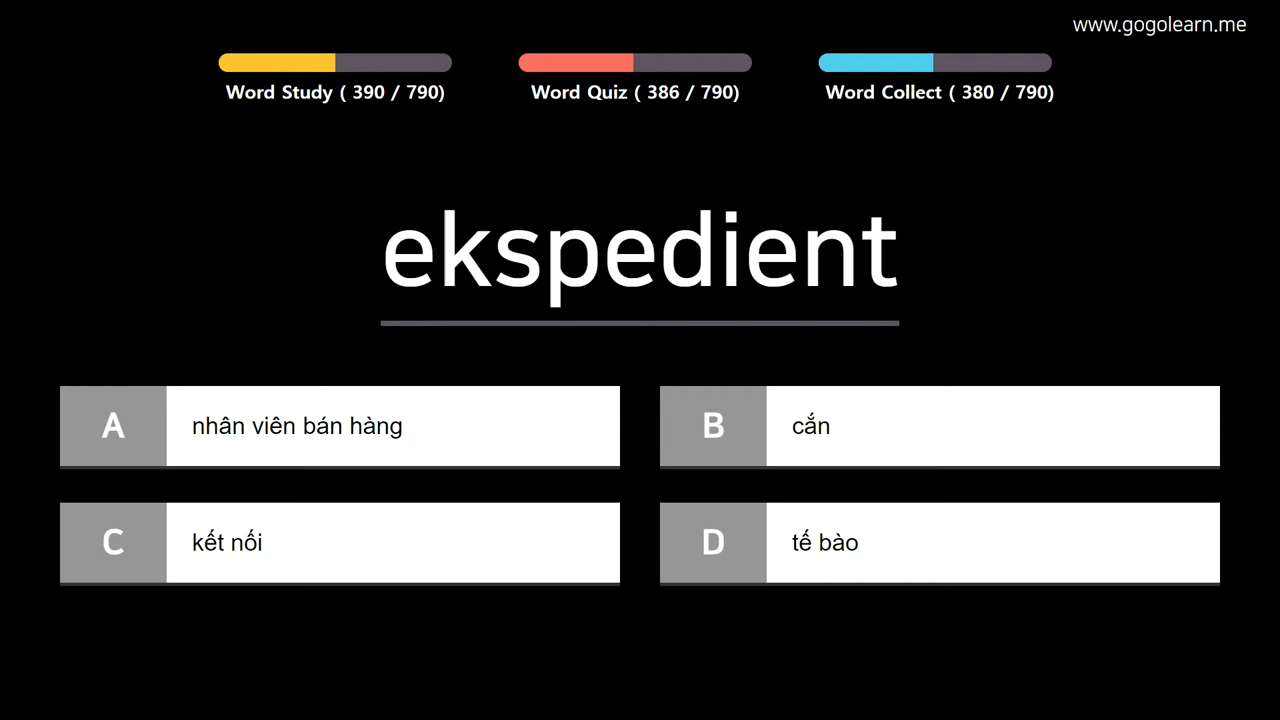 www.gogolearn.me
Word Study ( 390 / 790)
Word Quiz ( 386 / 790)
Word Collect ( 380 / 790)
ekspedient
A nhân viên bán hàng
B cắn
C kết nối
D tế bào